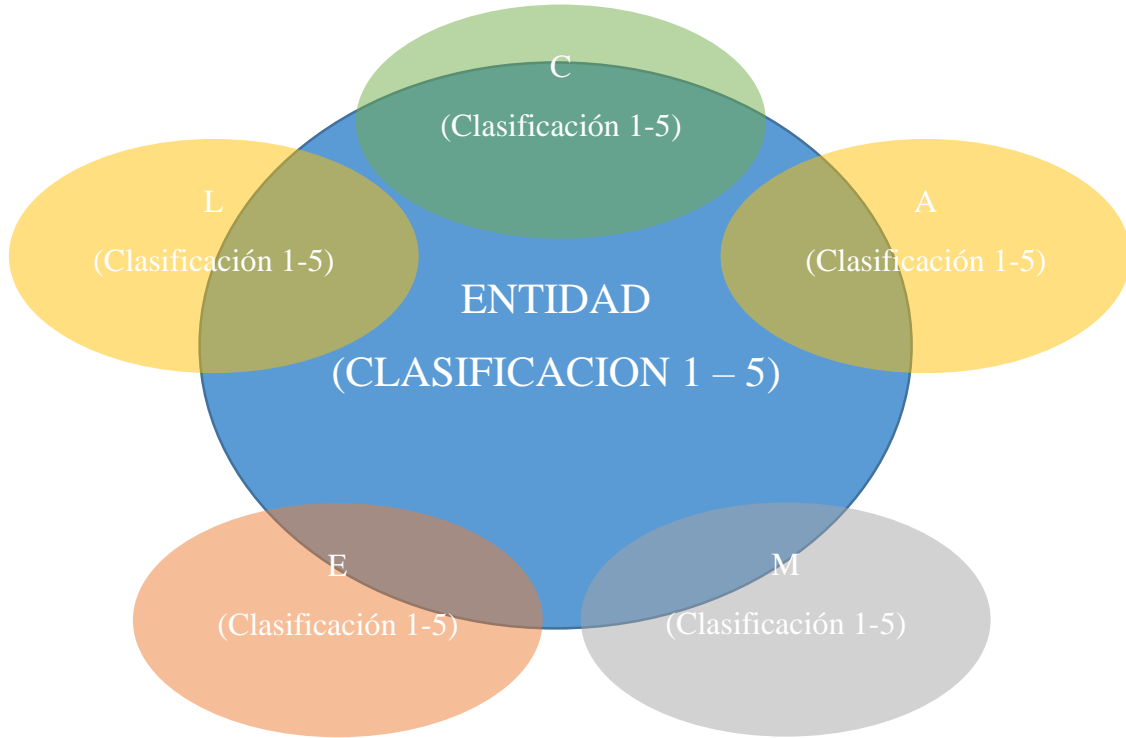 C
(Clasificación 1-5)
L
(Clasificación 1-5)
A
(Clasificación 1-5)
ENTIDAD
(CLASIFICACION 1 – 5)
E
(Clasificación 1-5)
M
(Clasificación 1-5)